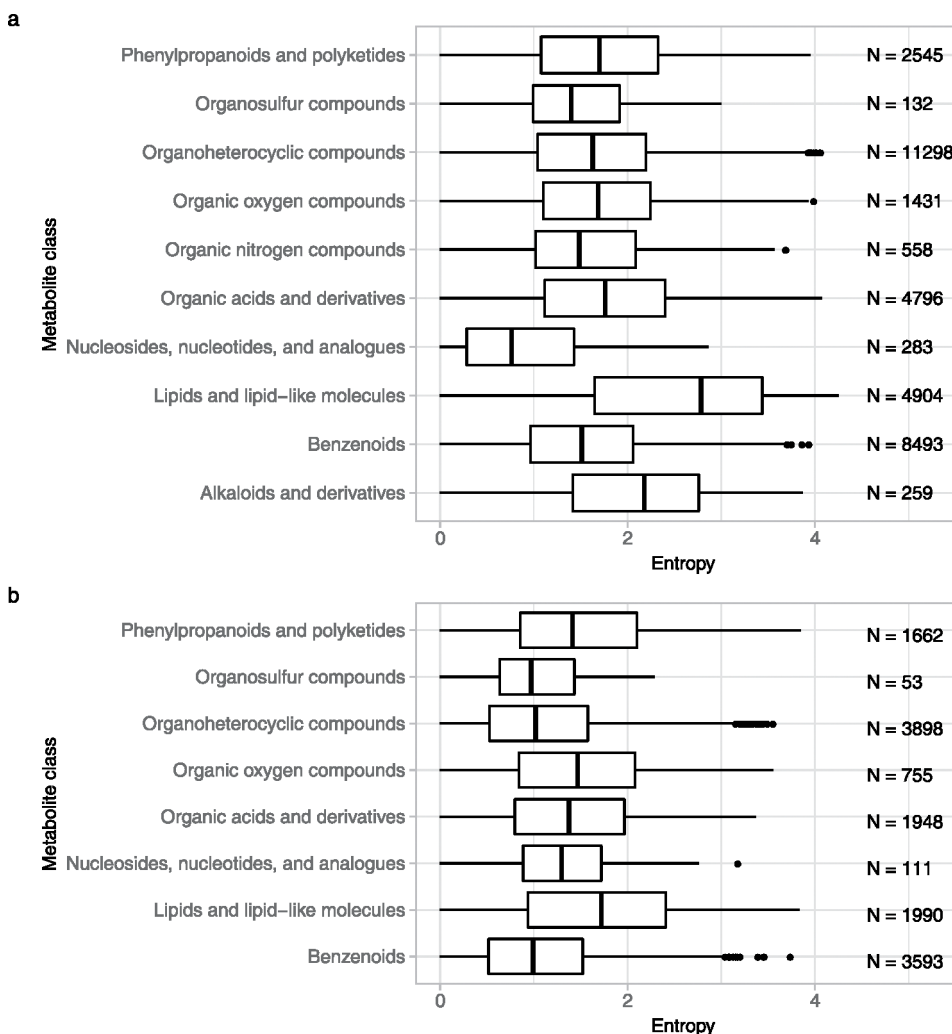 a
Phenylpropanoids and polyketides
N = 2545
Organosulfur compounds
N = 132
Organoheterocyclic compounds
N = 11298
Organic oxygen compounds
N = 1431
Organic nitrogen compounds
N = 558
Organic acids and derivatives
N = 4796
Nucleosides, nucleotides, and analogues
N = 283
Lipids and lipid–like molecules
N = 4904
Benzenoids
N = 8493
Alkaloids and derivatives
N = 259
Metabolite class
0 2 4
Entropy
b
Phenylpropanoids and polyketides
N = 1662
Organosulfur compounds
N = 53
Organoheterocyclic compounds
N = 3898
Organic oxygen compounds
N = 755
Organic acids and derivatives
N = 1948
Nucleosides, nucleotides, and analogues
N = 111
Lipids and lipid–like molecules
N = 1990
Benzenoids
N = 3593
Metabolite class
0 2 4
Entropy